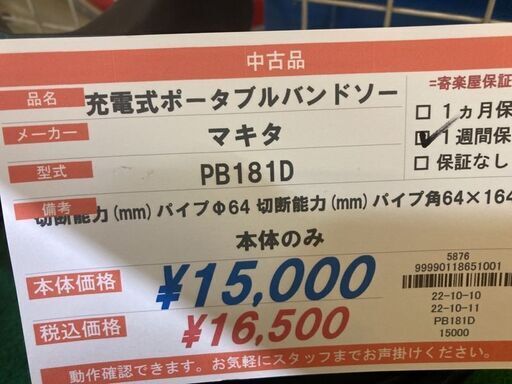 中古品
品名 充電式ポータブルバンドソー
メーカー マキタ
型式 PB181D
備考 切断能力(mm)パイプΦ64 切断能力(mm)パイプ角64×164
本体のみ
=寄楽屋保証
□1ヵ月保
□1週間保
□保証なし
本体価格 ¥15,000
税込価格 ¥16,500
5876
99990118651001
22-10-10
22-10-11
PB181D
15000
動作確認できます。お気軽にスタッフまでお声掛けください。